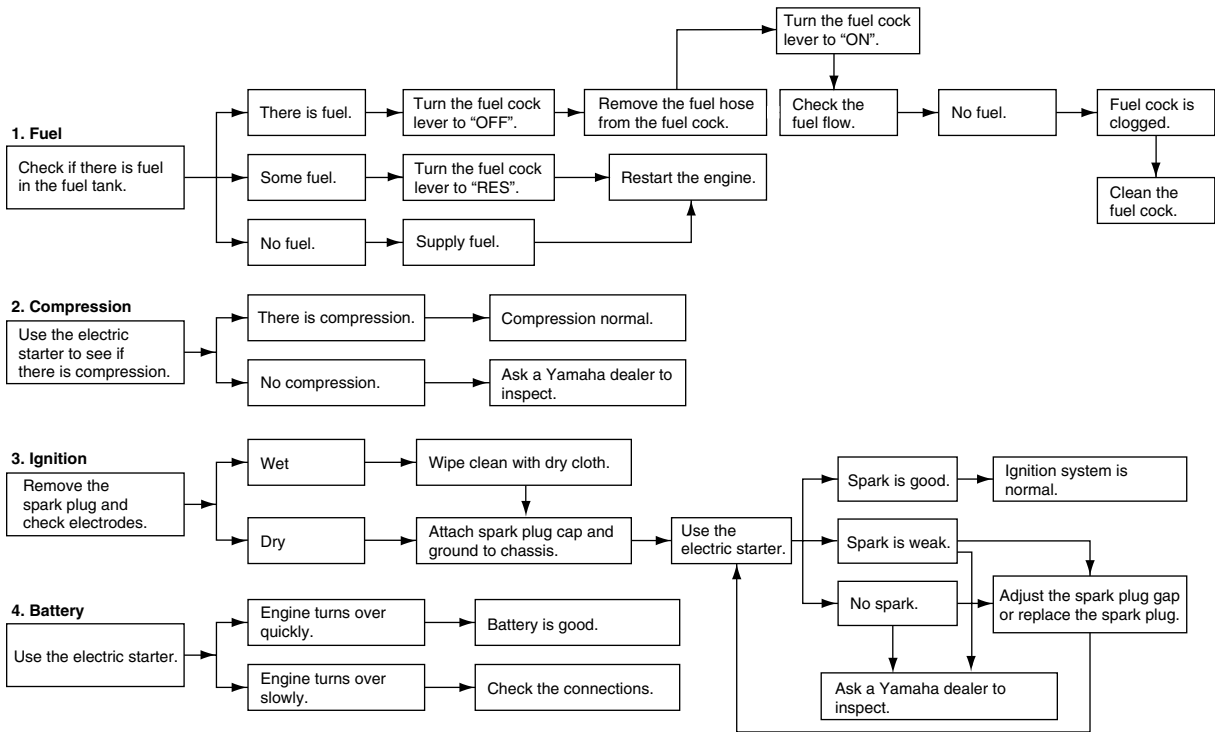 Turn the fuel cock
lever to “ON”.
1. Fuel
Check if there is fuel
in the fuel tank.
There is fuel.
Turn the fuel cock
lever to “OFF”.
Remove the fuel hose
from the fuel cock.
Check the
fuel flow.
No fuel.
Fuel cock is
clogged.
Clean the
fuel cock.
Some fuel.
Turn the fuel cock
lever to “RES”.
Restart the engine.
No fuel.
Supply fuel.
2. Compression
Use the electric
starter to see if
there is compression.
There is compression.
Compression normal.
No compression.
Ask a Yamaha dealer to
inspect.
3. Ignition
Remove the
spark plug and
check electrodes.
Wet
Wipe clean with dry cloth.
Dry
Attach spark plug cap and
ground to chassis.
Use the
electric starter.
Spark is good.
Ignition system is
normal.
Spark is weak.
No spark.
Adjust the spark plug gap
or replace the spark plug.
Ask a Yamaha dealer to
inspect.
4. Battery
Use the electric starter.
Engine turns over
quickly.
Battery is good.
Engine turns over
slowly.
Check the connections.